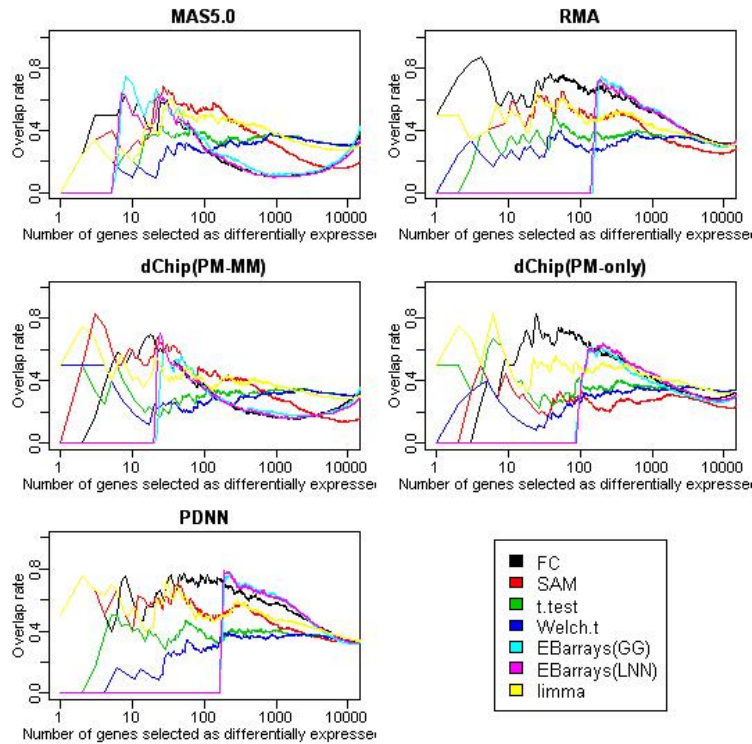 MAS5.0
Overlap rate
0.0 0.4 0.8
1 10 100 1000 10000
Number of genes selected as differentially expressed
RMA
Overlap rate
0.0 0.4 0.8
1 10 100 1000 10000
Number of genes selected as differentially expressed
dChip(PM-MM)
Overlap rate
0.0 0.4 0.8
1 10 100 1000 10000
Number of genes selected as differentially expressed
dChip(PM-only)
Overlap rate
0.0 0.4 0.8
1 10 100 1000 10000
Number of genes selected as differentially expressed
PDNN
Overlap rate
0.0 0.4 0.8
1 10 100 1000 10000
Number of genes selected as differentially expressed
FC
SAM
t.test
Welch.t
EBarrays(GG)
EBarrays(LNN)
limma